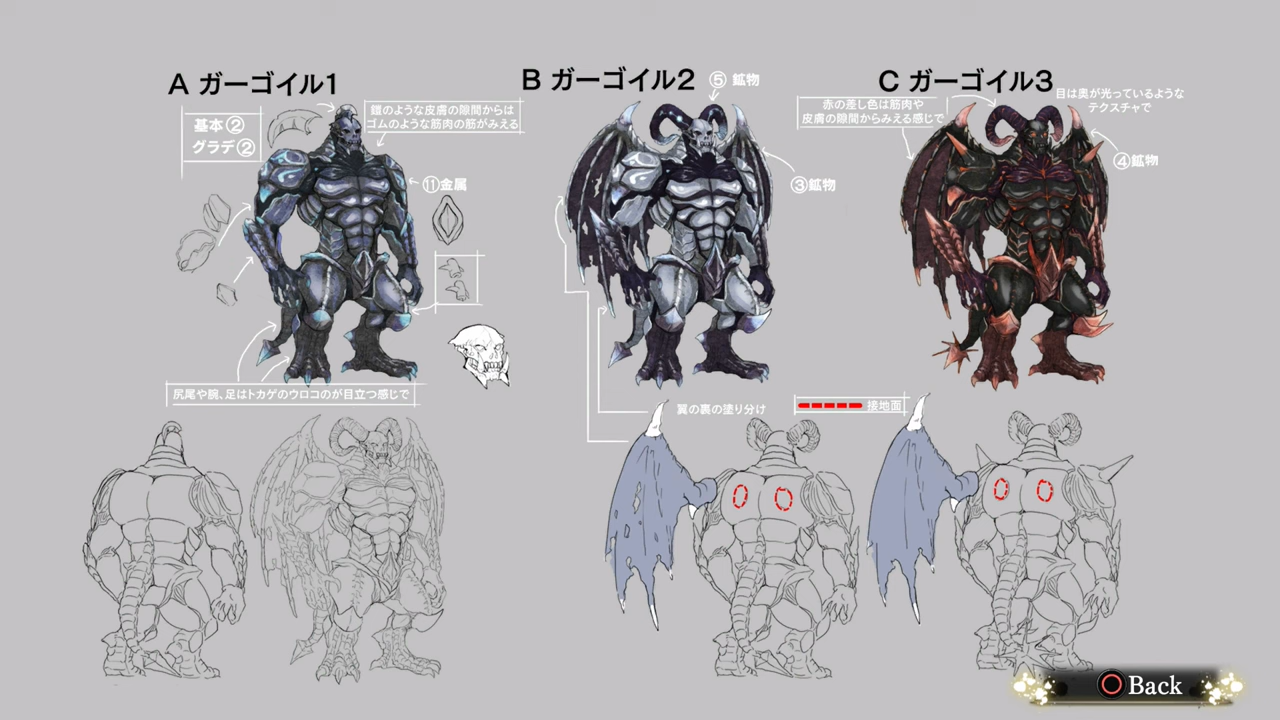 A ガーゴイル1
基本②
グラデ②
鎧のような皮膚の隙間からは
ゴムのような筋肉の筋がみえる
⑪金属
尻尾や腕、足はトカゲのウロコのが目立つ感じで
B ガーゴイル2
⑤ 鉱物
③鉱物
翼の裏の塗り分け
接地面
C ガーゴイル3
赤の差し色は筋肉や
皮膚の隙間からみえる感じで
目は奥が光っているような
テクスチャで
④鉱物
Back